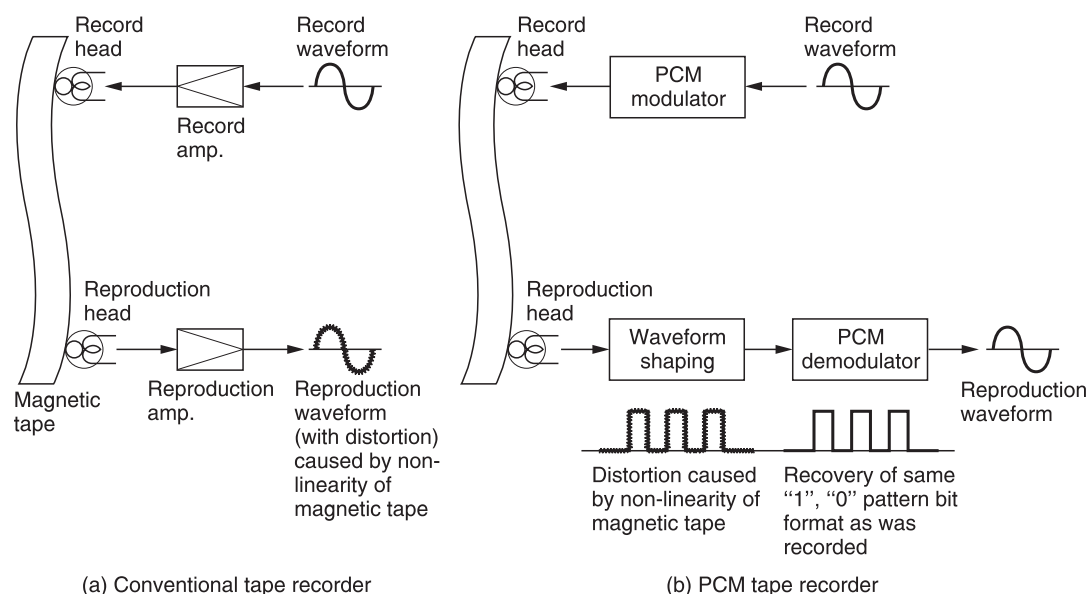 Record
head
Record
waveform
Record
amp.
Reproduction
head
Magnetic
tape
Reproduction
amp.
Reproduction
waveform
(with distortion)
caused by non-
linearity of
magnetic tape
(a) Conventional tape recorder
Record
head
PCM
modulator
Record
waveform
Reproduction
head
Waveform
shaping
PCM
demodulator
Reproduction
waveform
Distortion caused
by non-linearity of
magnetic tape
Recovery of same
“1”, “0” pattern bit
format as was
recorded
(b) PCM tape recorder